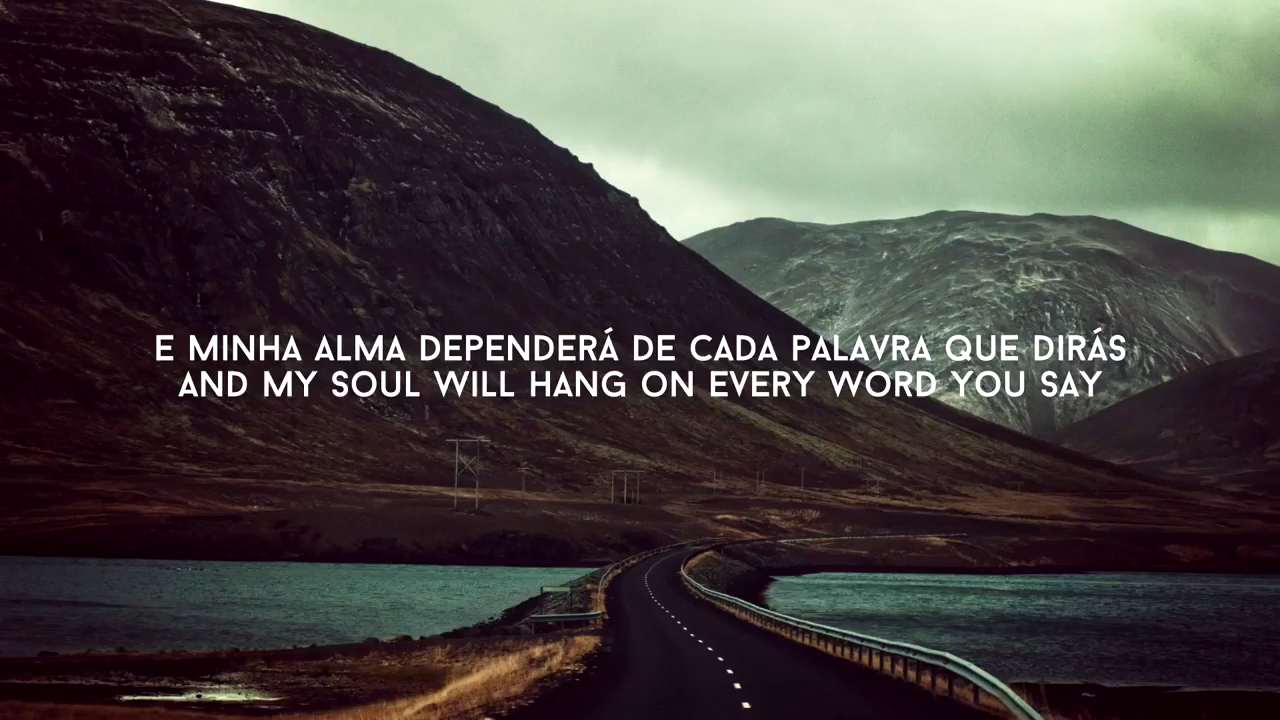 E MINHA ALMA DEPENDERÁ DE CADA PALAVRA QUE DIRÁS
AND MY SOUL WILL HANG ON EVERY WORD YOU SAY